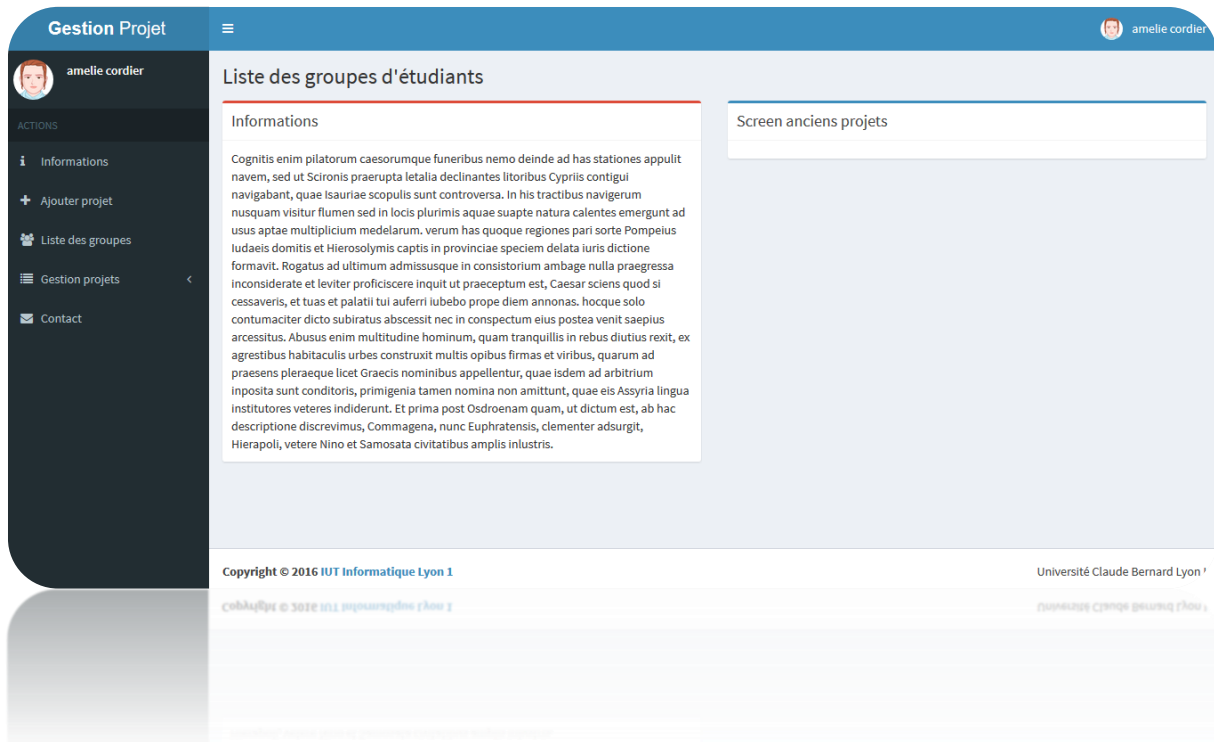 Gestion Projet
amelie cordier
amelie cordier
ACTIONS
Informations
Ajouter projet
Liste des groupes
Gestion projets
Contact
Liste des groupes d'étudiants
Informations
Cognitis enim pilatorum caesorumque funeribus nemo deinde ad has stationes appulit
navem, sed ut Scironis praerupta letalia declinantes litoribus Cypriis contigui
navigabant, quae Isauriae scopulis sunt controversa. In his tractibus navigerum
nusquam visitur flumen sed in locis plurimis aquae suapte natura calentes emergunt ad
usus aptae multiplicium medelarum. verum has quoque regiones pari sorte Pompeius
Iudaeis domitis et Hierosolymis captis in provinciae speciem delata iuris dictione
formavit. Rogatus ad ultimum admissusque in consistorium ambage nulla praegressa
inconsiderate et leviter proficiscere inquit ut praeceptum est, Caesar sciens quod si
cessaveris, et tuas et palatii tui auferri iubebo prope diem annonas. hocque solo
contumaciter dicto subiratus abscessit nec in conspectum eius postea venit saepius
arcessitus. Abusus enim multitudine hominum, quam tranquillis in rebus diutius rexit, ex
agrestibus habitaculis urbes construxit multis opibus firmas et viribus, quarum ad
praesens pleraeque licet Graecis nominibus appellentur, quae isdem ad arbitrium
inposita sunt conditoris, primigenia tamen nomina non amittunt, quae eis Assyria lingua
institutores veteres indiderunt. Et prima post Osdroenam quam, ut dictum est, ab hac
descriptione discrevimus, Commagena, nunc Euphratensis, clementer adsurgit,
Hierapoli, vetere Nino et Samosata civitatibus amplis inlustris.
Screen anciens projets
Copyright © 2016 IUT Informatique Lyon 1
Université Claude Bernard Lyon